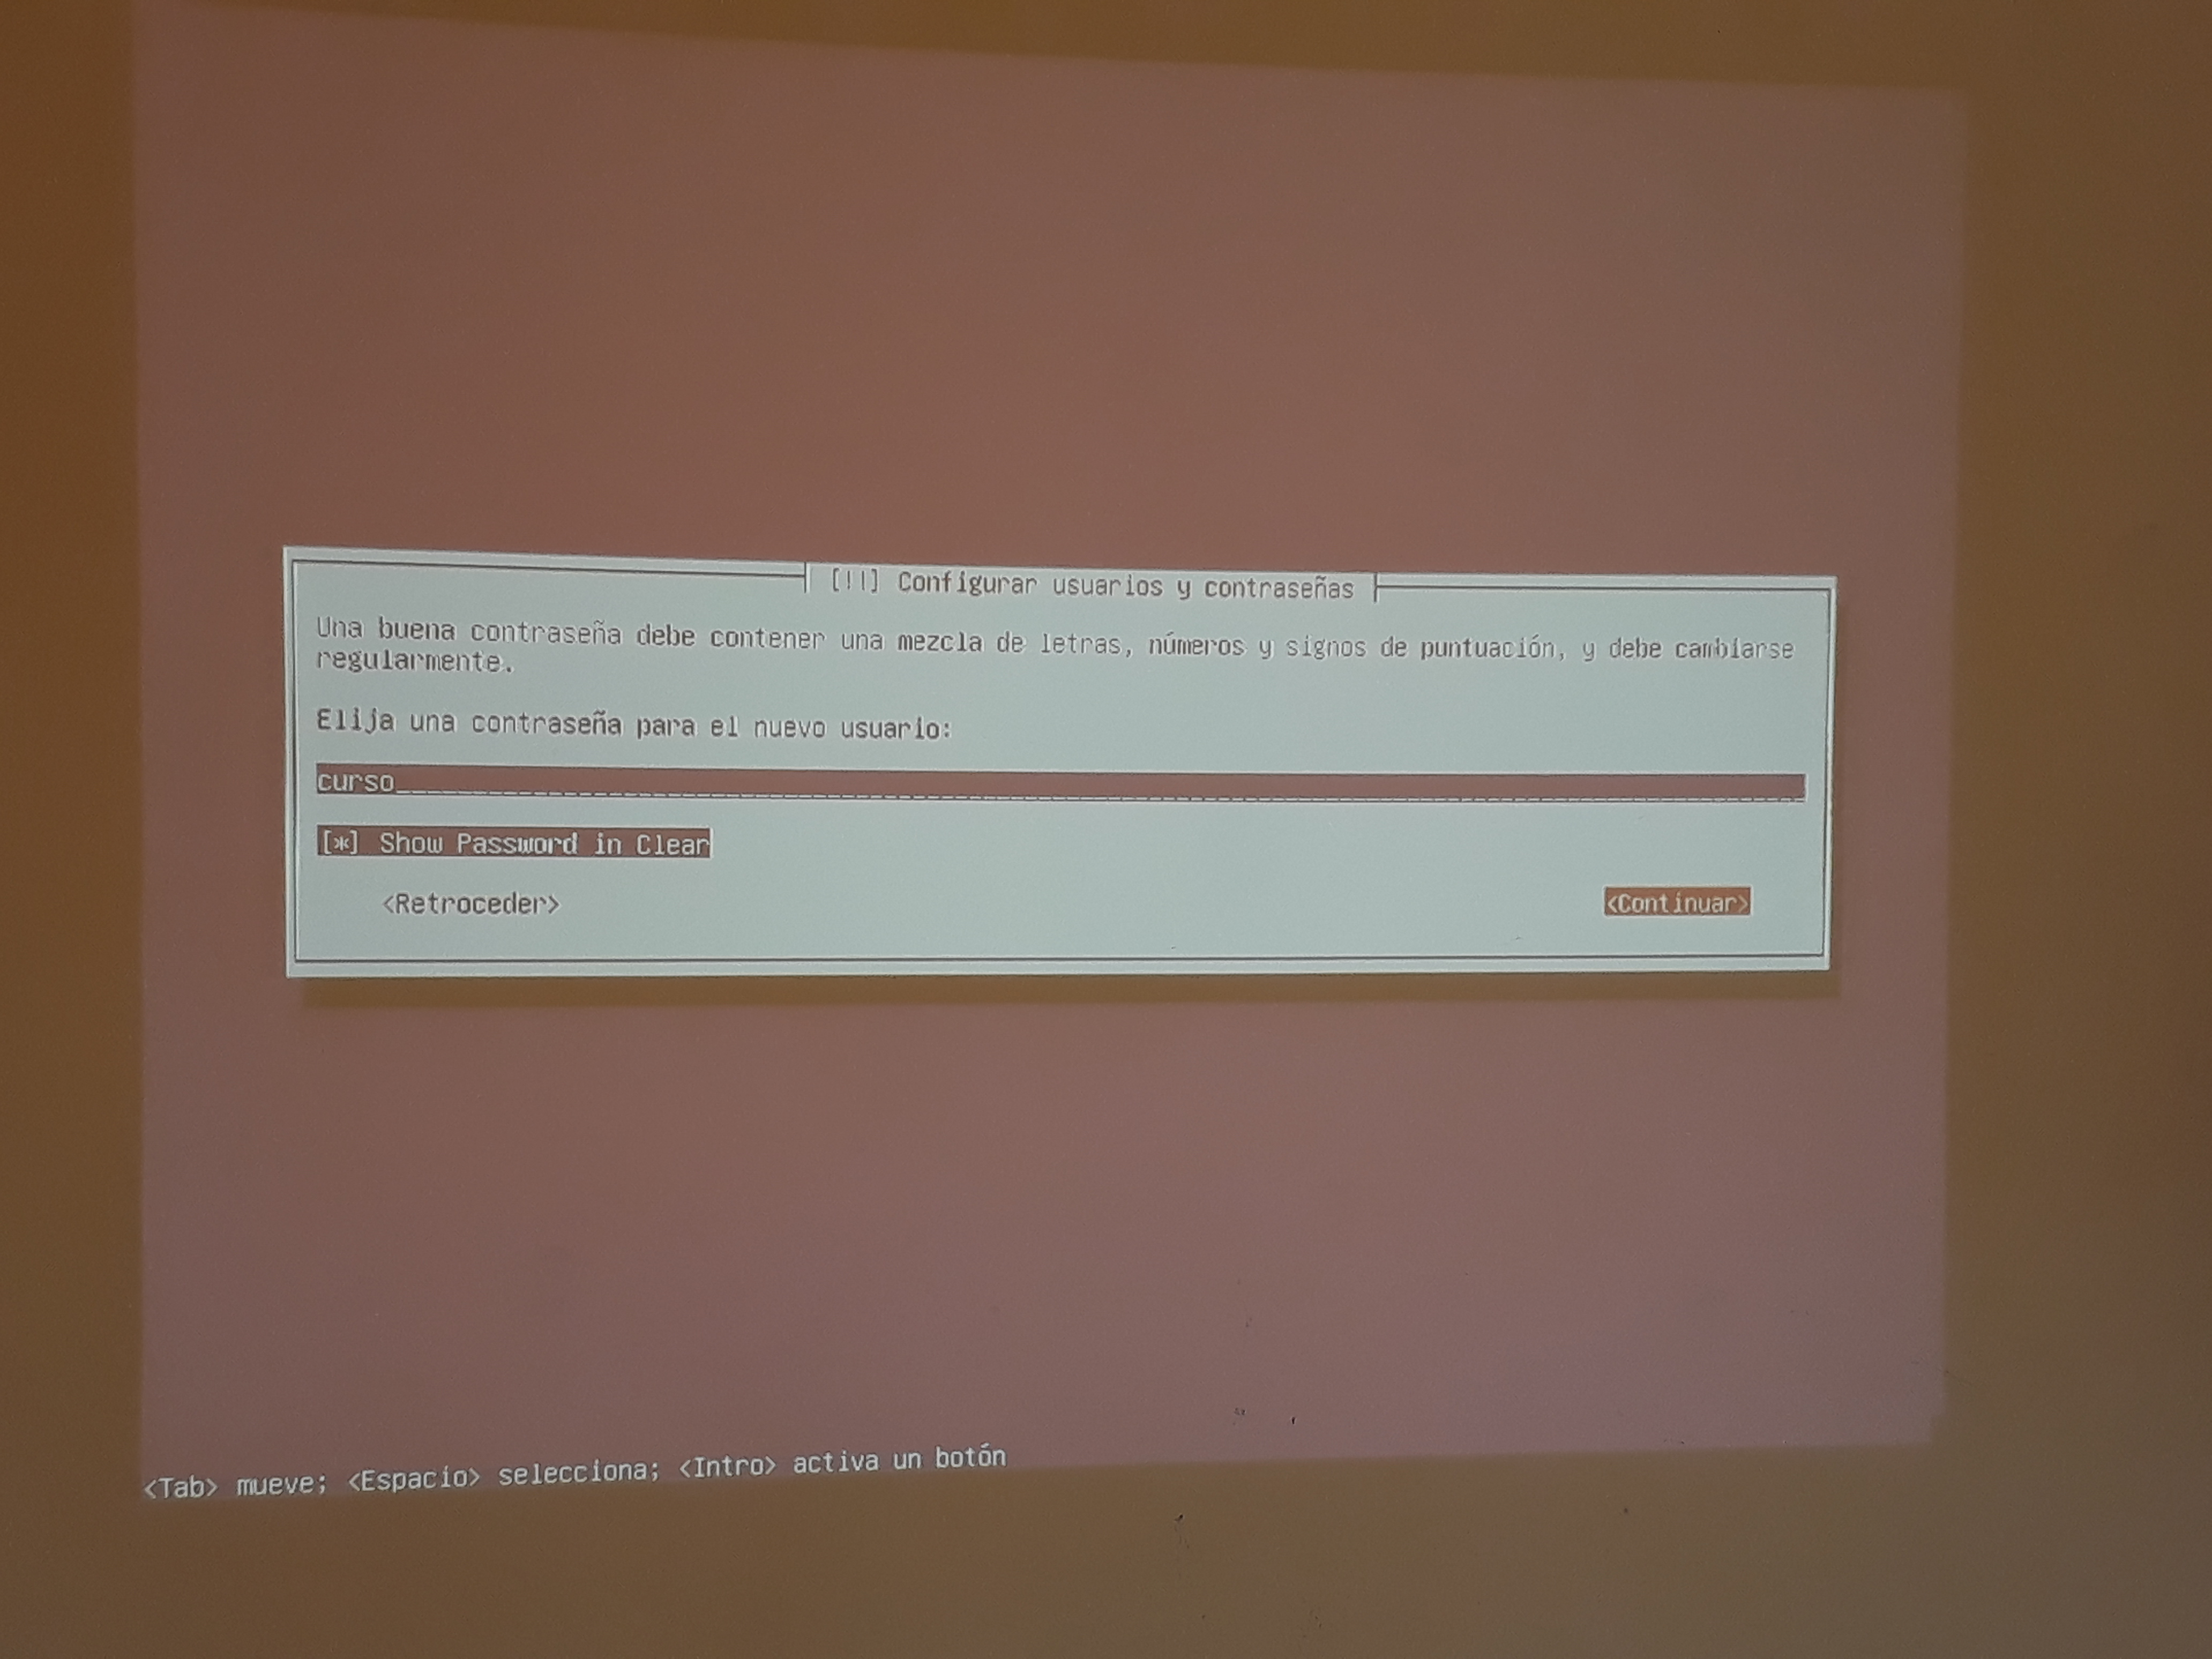 [!!] Configurar usuarios y contraseñas
Una buena contraseña debe contener una mezcla de letras, números y signos de puntuación, y debe cambiarse
regularmente.
Elija una contraseña para el nuevo usuario:
curso
[*] Show Password in Clear
<Retroceder> <Continuar>
<Tab> mueve; <Espacio> selecciona; <Intro> activa un botón